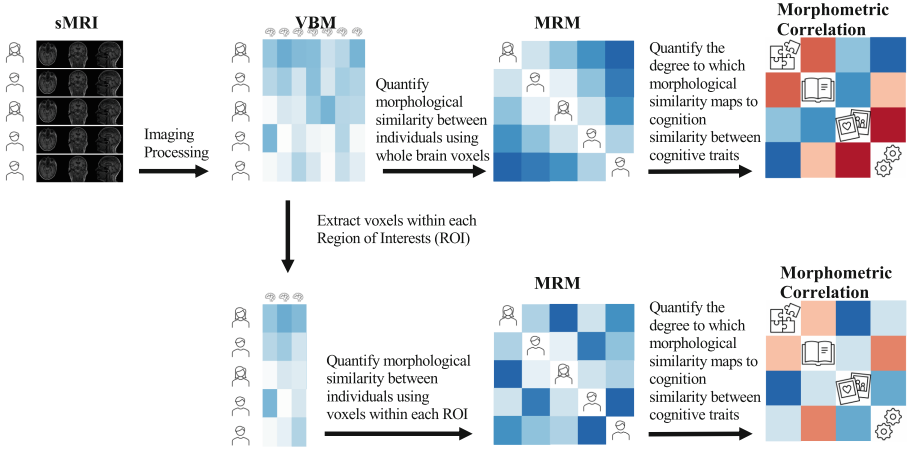 sMRI
VBM
MRM
Morphometric
Correlation
Imaging
Processing
Quantify
morphological
similarity between
individuals using
whole brain voxels
Quantify the
degree to which
morphological
similarity maps to
cognition
similarity between
cognitive traits
Extract voxels within each
Region of Interests (ROI)
MRM
Morphometric
Correlation
Quantify morphological
similarity between
individuals using
voxels within each ROI
Quantify the
degree to which
morphological
similarity maps to
cognition
similarity between
cognitive traits